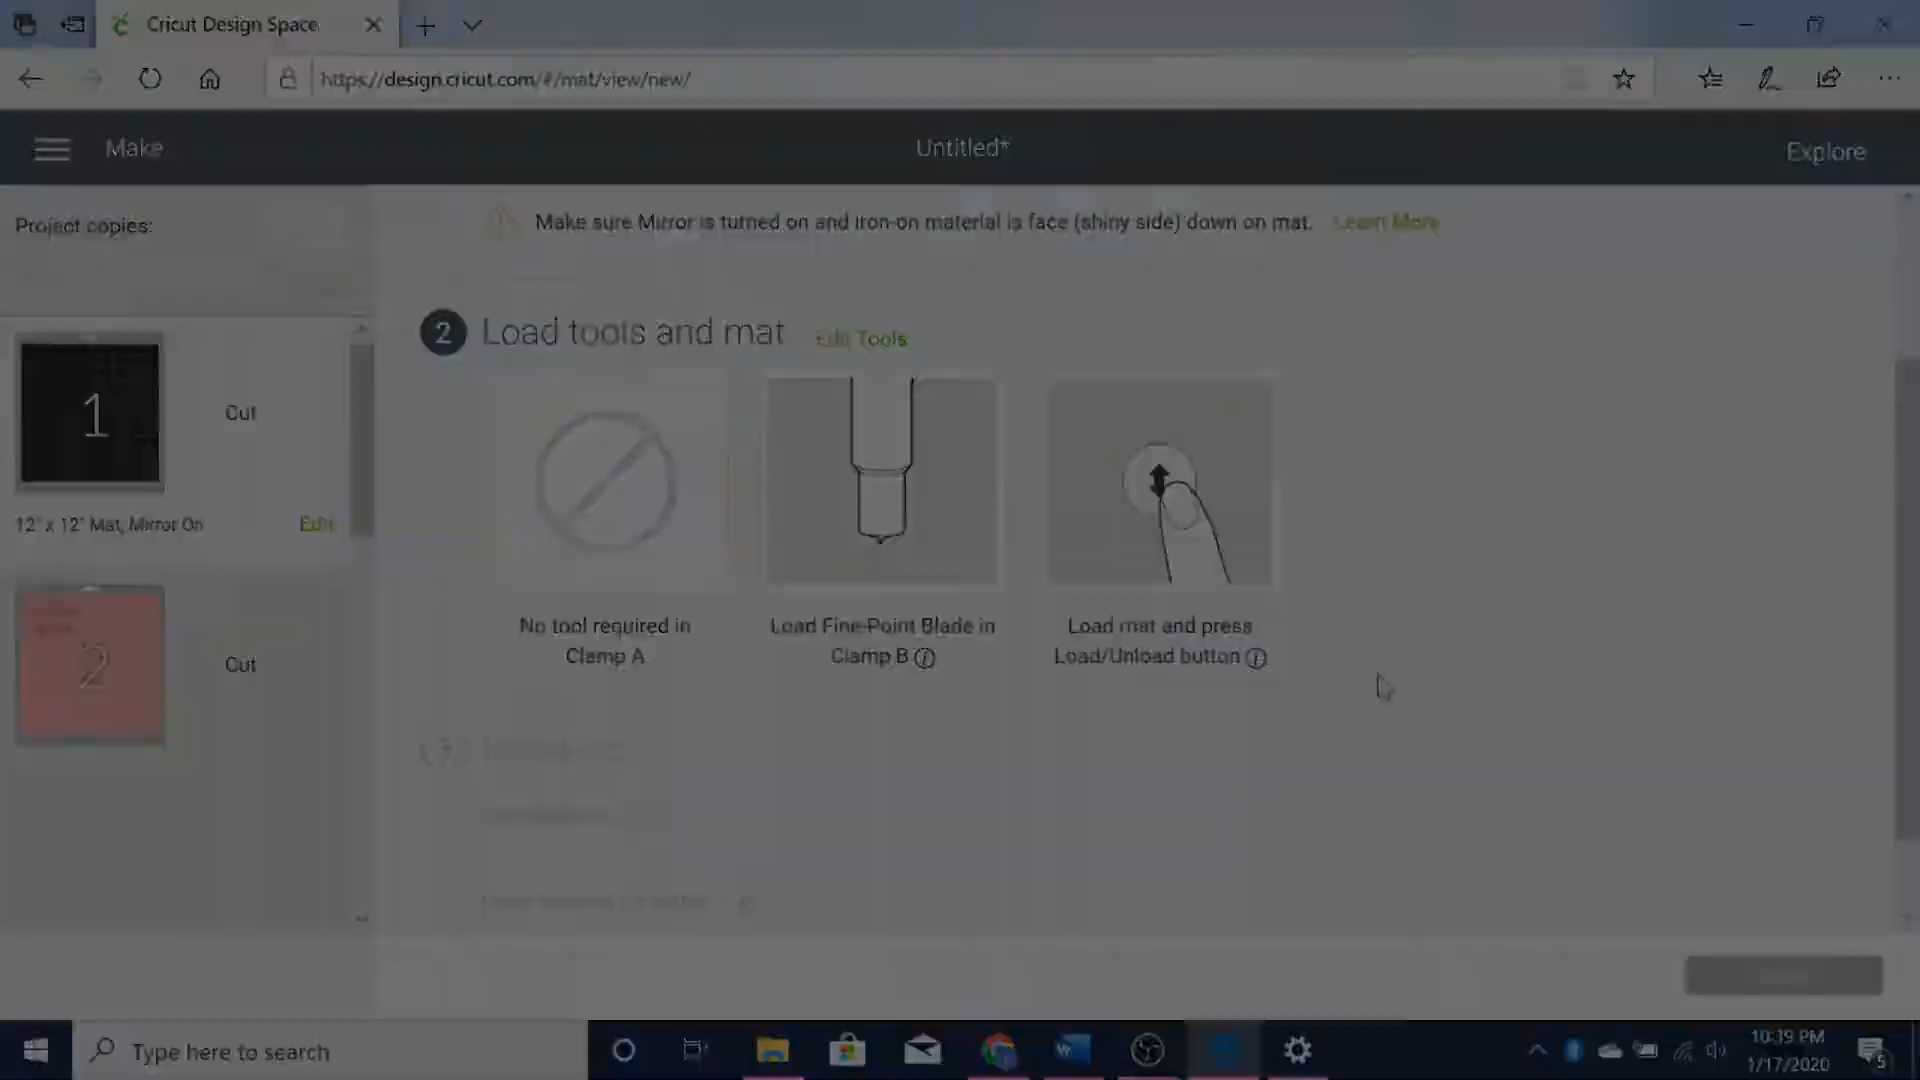 Cricut Design Space
https://design.cricut.com/#/mat/view/new/
Make
Untitled*
Explore
Project copies:
Make sure Mirror is turned on and iron-on material is face (shiny side) down on mat. Learn More
2 Load tools and mat Edit Tools
1
Cut
12" x 12" Mat, Mirror On Edit
2
Cut
No tool required in
Clamp A
Load Fine-Point Blade in
Clamp B
Load mat and press
Load/Unload button
Type here to search
10:39 PM
1/17/2020
5